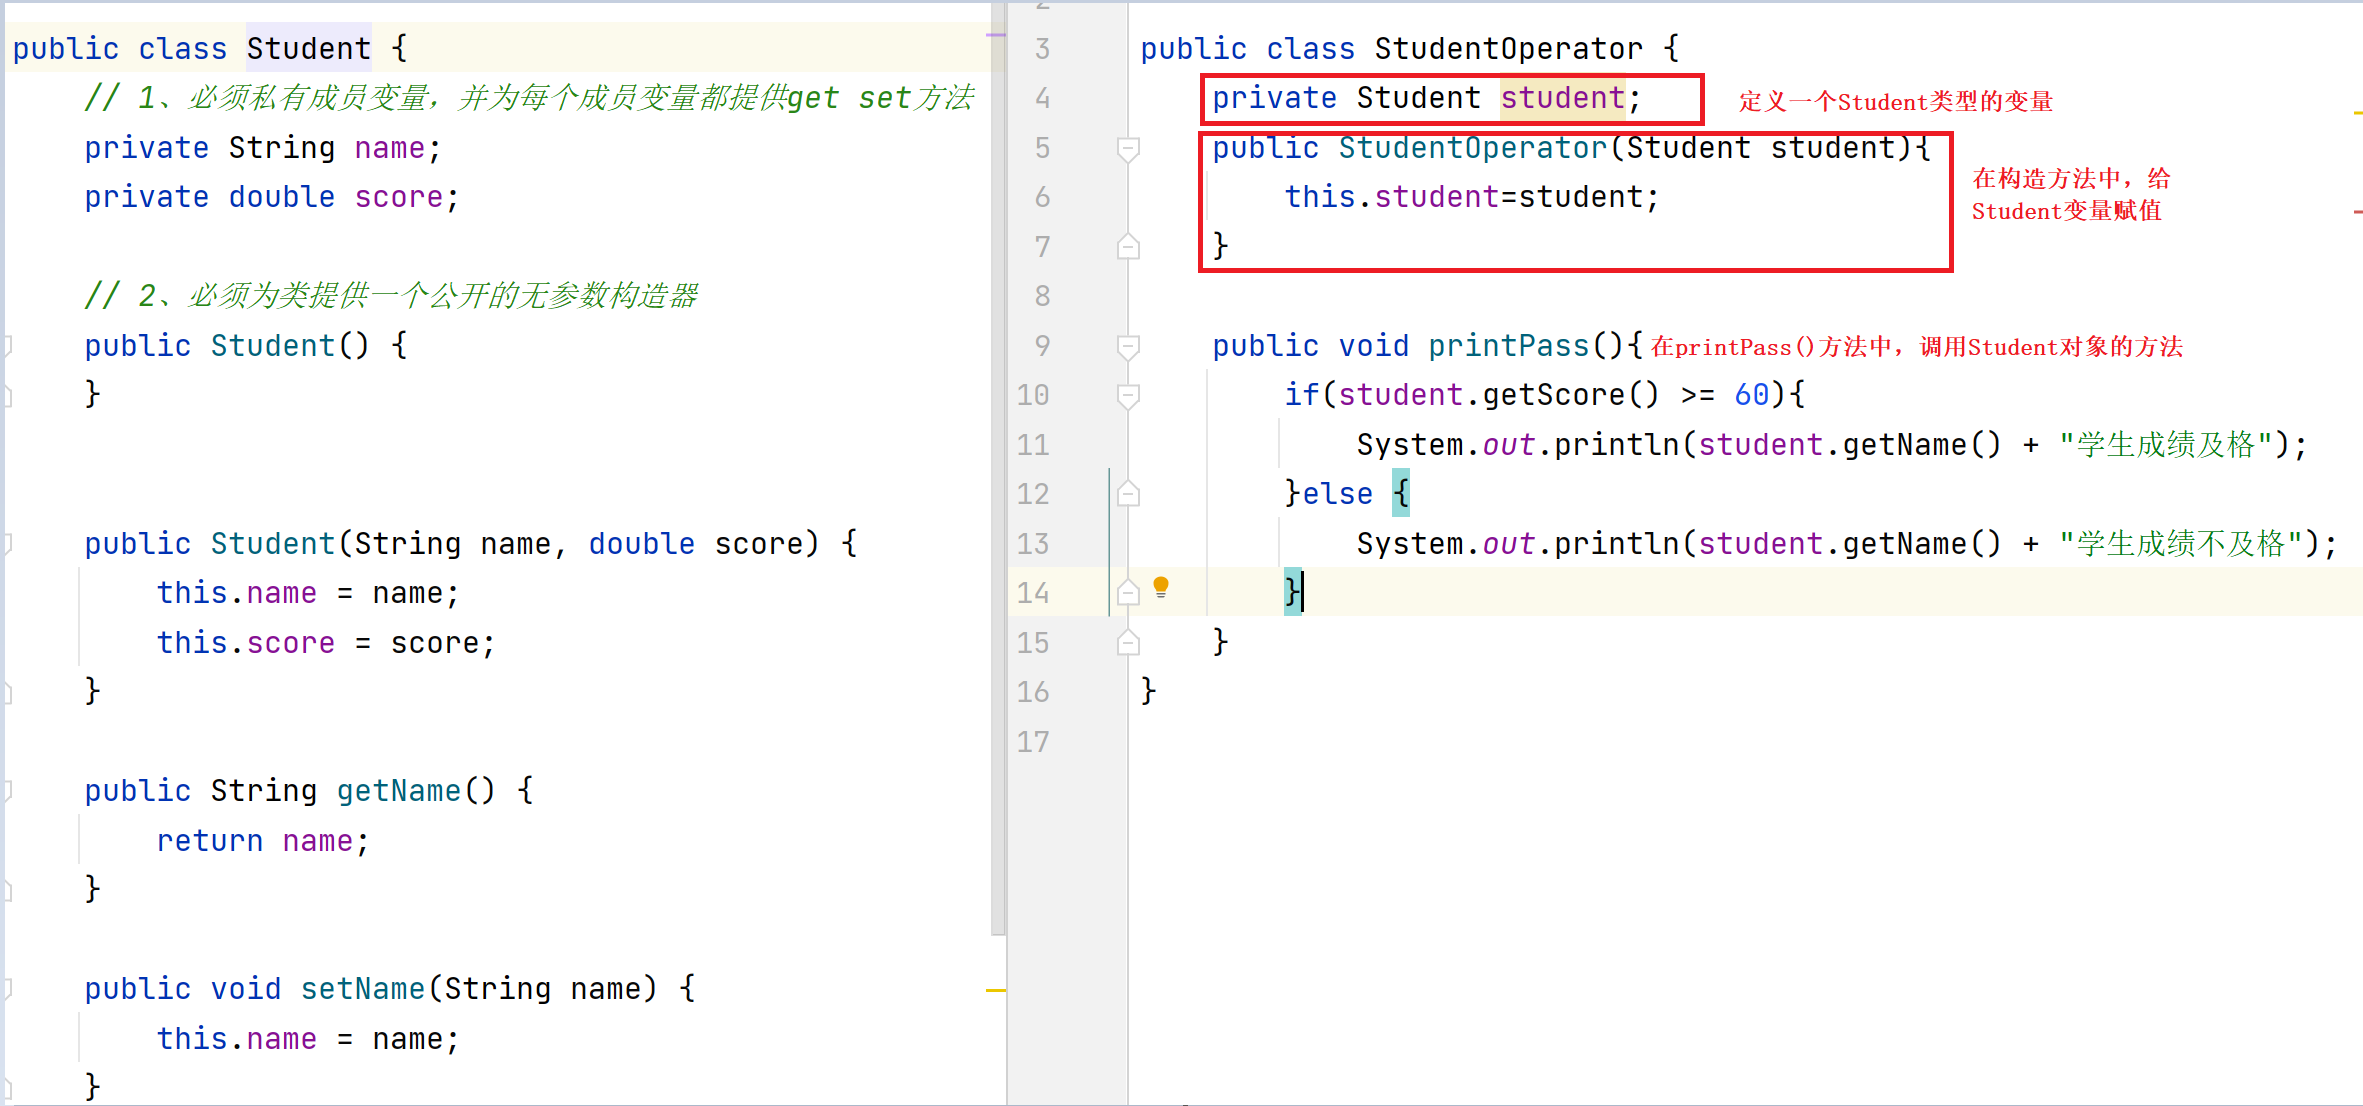 public class Student {
// 1、必须私有成员变量，并为每个成员变量都提供get set方法
private String name;
private double score;
// 2、必须为类提供一个公开的无参数构造器
public Student() {
}
public Student(String name, double score) {
this.name = name;
this.score = score;
}
public String getName() {
return name;
}
public void setName(String name) {
this.name = name;
}
2
3 public class StudentOperator {
4 private Student student; 定义一个Student类型的变量
5 public StudentOperator(Student student){
在构造方法中，给
6 this.student=student;
Student变量赋值
7 }
8
9 public void printPass(){ 在printPass()方法中，调用Student对象的方法
10 if(student.getScore() >= 60){
11 System.out.println(student.getName() + "学生成绩及格");
12 }else {
13 System.out.println(student.getName() + "学生成绩不及格");
14 }
15 }
16 }
17